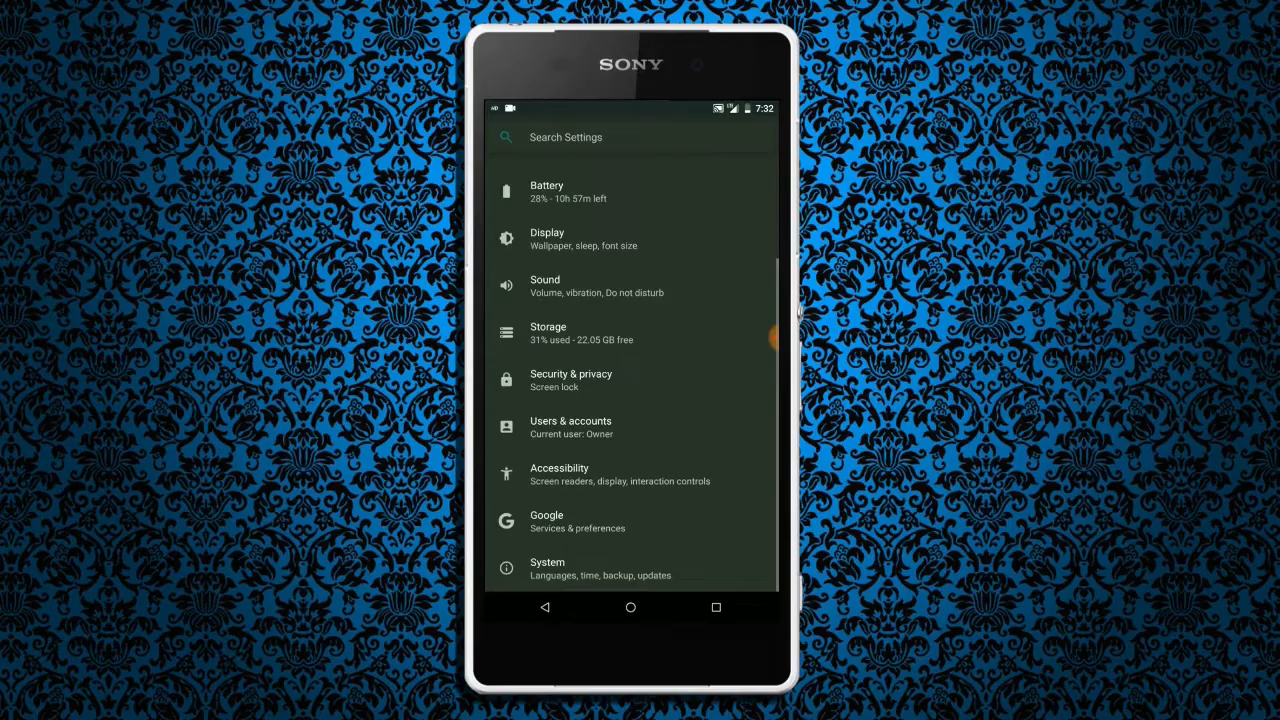 SONY
7:32
Search Settings
Battery
28% - 10h 57m left
Display
Wallpaper, sleep, font size
Sound
Volume, vibration, Do not disturb
Storage
31% used - 22.05 GB free
Security & privacy
Screen lock
Users & accounts
Current user: Owner
Accessibility
Screen readers, display, interaction controls
Google
Services & preferences
System
Languages, time, backup, updates